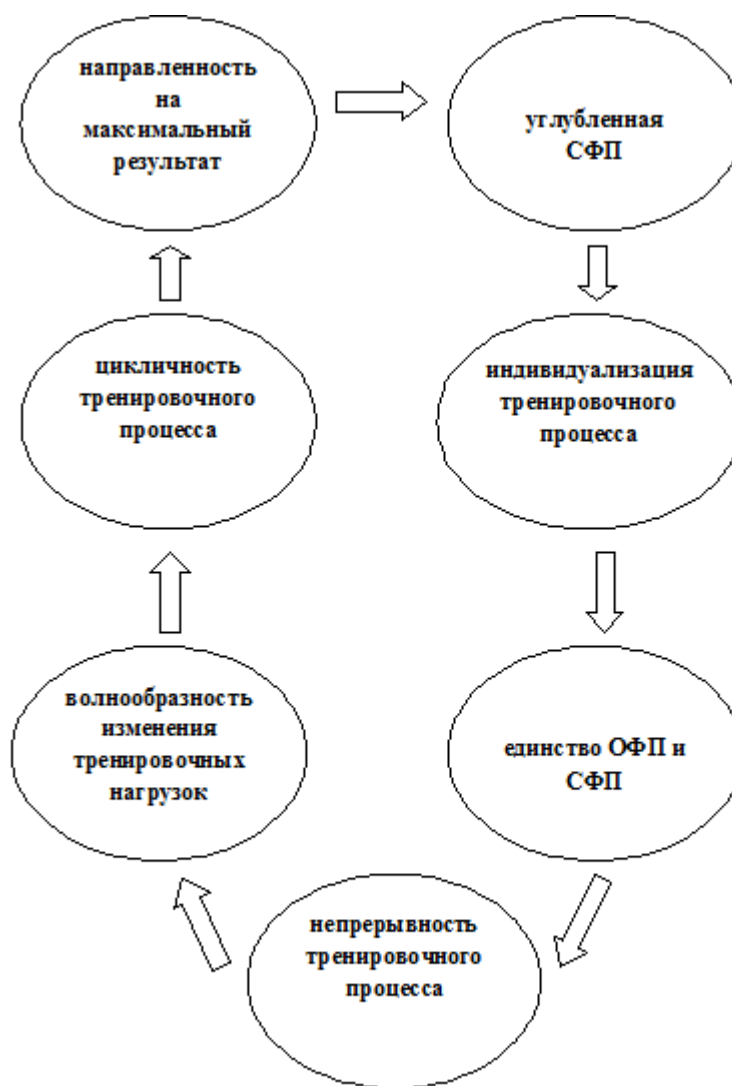 направленность
на
максимальный
результат
углубленная
СФП
цикличность
тренировочного
процесса
индивидуализация
тренировочного
процесса
волнообразность
изменения
тренировочных
нагрузок
единство ОФП и
СФП
непрерывность
тренировочного
процесса